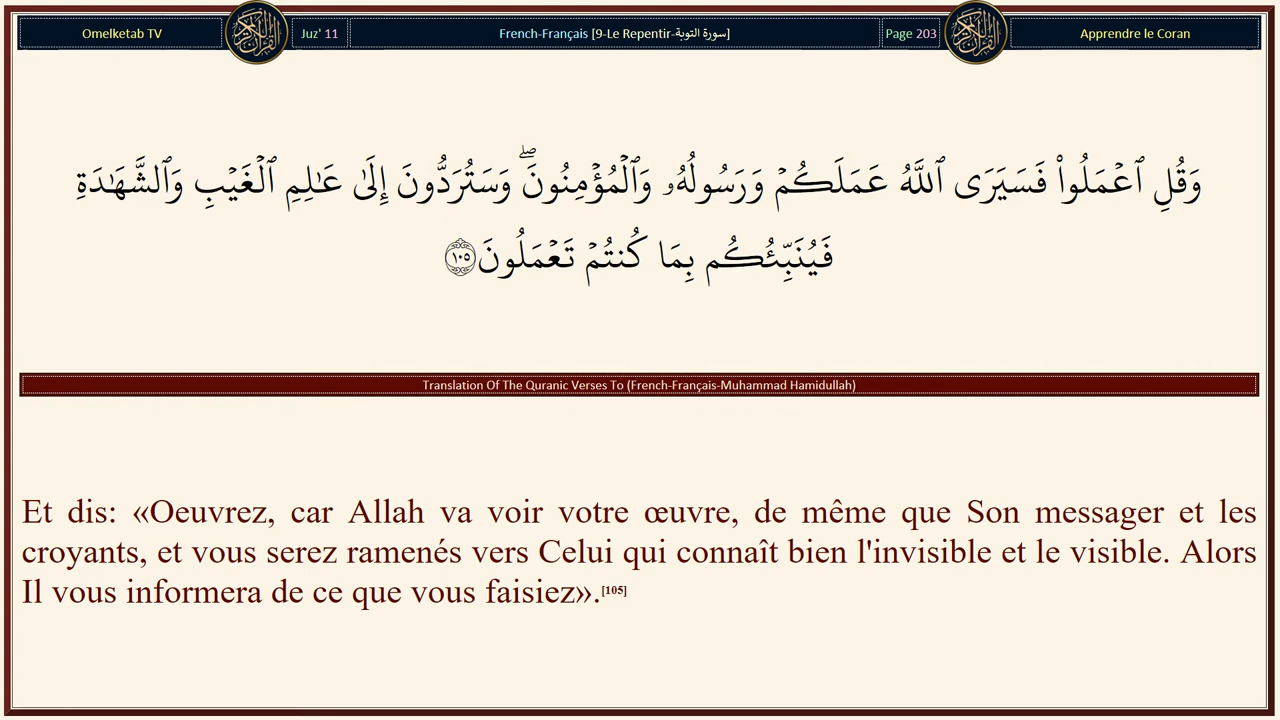 Omelketab TV
Juz' 11
French-Français [9-Le Repentir-سورة التوبة]
Page 203
Apprendre le Coran
وَقُلِ ٱعۡمَلُواْ فَسَيَرَى ٱللَّهُ عَمَلَكُمۡ وَرَسُولُهُۥ وَٱلۡمُؤۡمِنُونَۖ وَسَتُرَدُّونَ إِلَىٰ عَٰلِمِ ٱلۡغَيۡبِ وَٱلشَّهَٰدَةِ
فَيُنَبِّئُكُم بِمَا كُنتُمۡ تَعۡمَلُونَ ١٠٥
Translation Of The Quranic Verses To (French-Français-Muhammad Hamidullah)
Et dis: «Oeuvrez, car Allah va voir votre œuvre, de même que Son messager et les
croyants, et vous serez ramenés vers Celui qui connaît bien l'invisible et le visible. Alors
Il vous informera de ce que vous faisiez».[105]